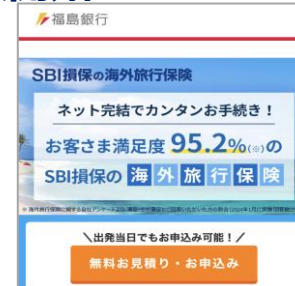 福島銀行
SBI損保の海外旅行保険
ネット完結でカンタンお手続き！
お客さま満足度 95.2%(※)の
SBI損保の 海外旅行保険
＼出発当日でもお申込み可能！／
無料お見積り・お申込み